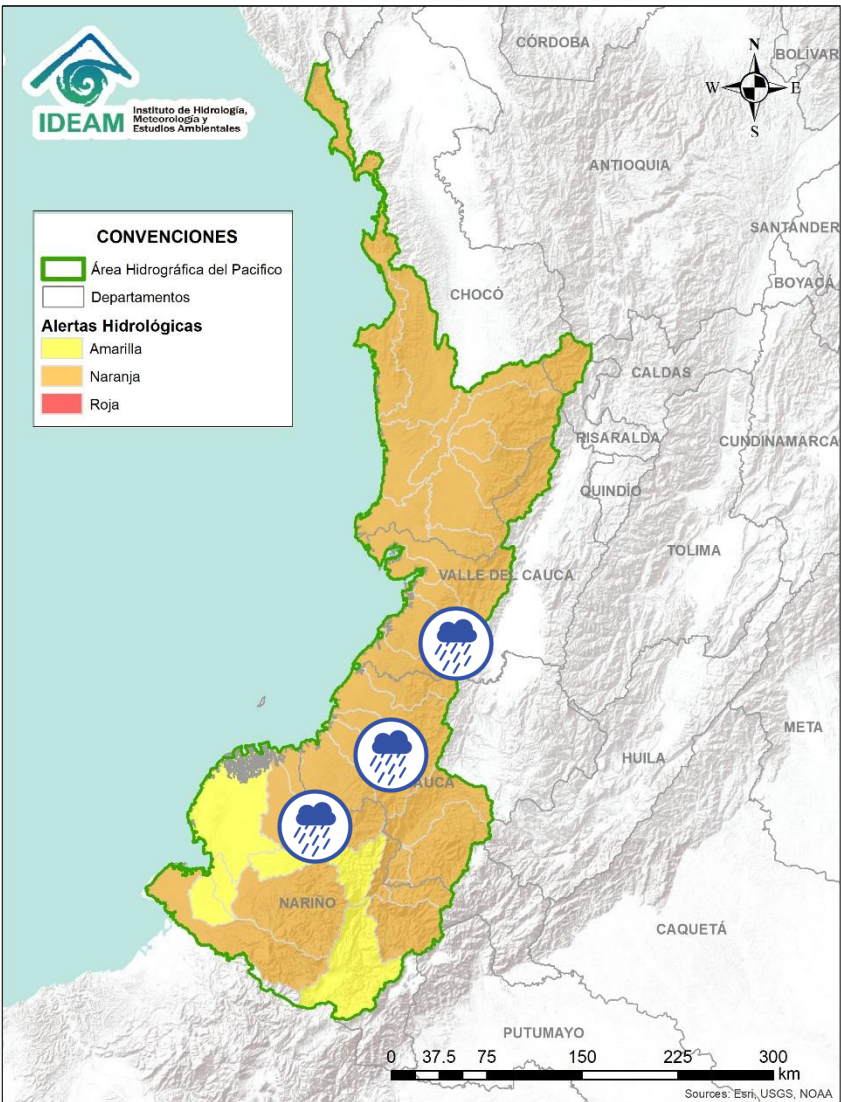 IDEAM
Instituto de Hidrología,
Meteorología y
Estudios Ambientales
CÓRDOBA
BOLÍVAR
N
W
E
S
ANTIOQUIA
SANTANDER
BOYACÁ
CONVENCIONES
Área Hidrográfica del Pacifico
Departamentos
Alertas Hidrológicas
Amarilla
Naranja
Roja
CHOCÓ
CALDAS
RISARALDA
CUNDINAMARCA
QUINDÍO
TOLIMA
VALLE DEL CAUCA
META
HUILA
AUCA
NARIÑO
CAQUETÁ
PUTUMAYO
0 37.5 75 150 225 300
km
Sources: Esri, USGS, NOAA